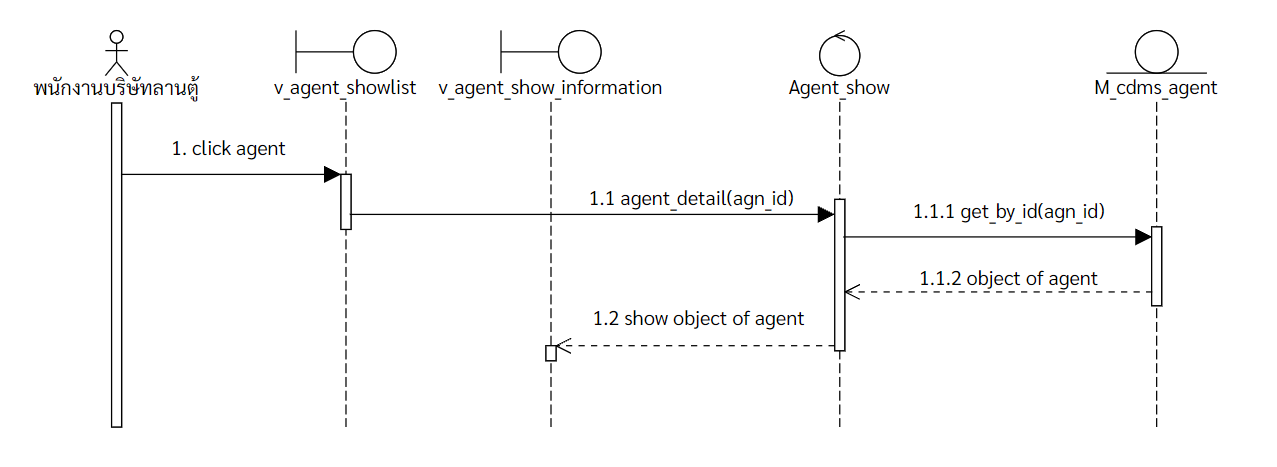 พนักงานบริษัทลานตู้
v_agent_showlist
v_agent_show_information
Agent_show
M_cdms_agent
1. click agent
1.1 agent_detail(agn_id)
1.1.1 get_by_id(agn_id)
1.1.2 object of agent
1.2 show object of agent